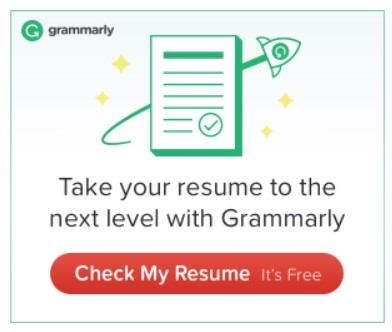 grammarly
Take your resume to the
next level with Grammarly
Check My Resume It's Free